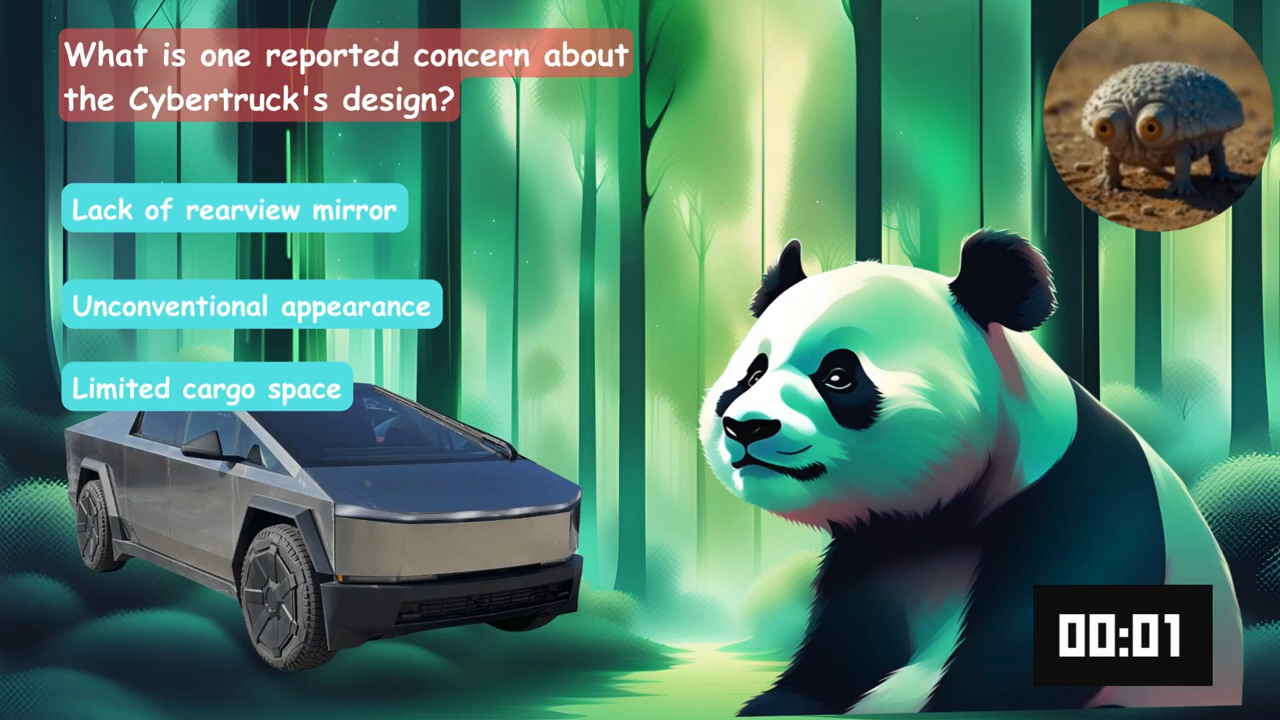 What is one reported concern about
the Cybertruck's design?
Lack of rearview mirror
Unconventional appearance
Limited cargo space
00:01